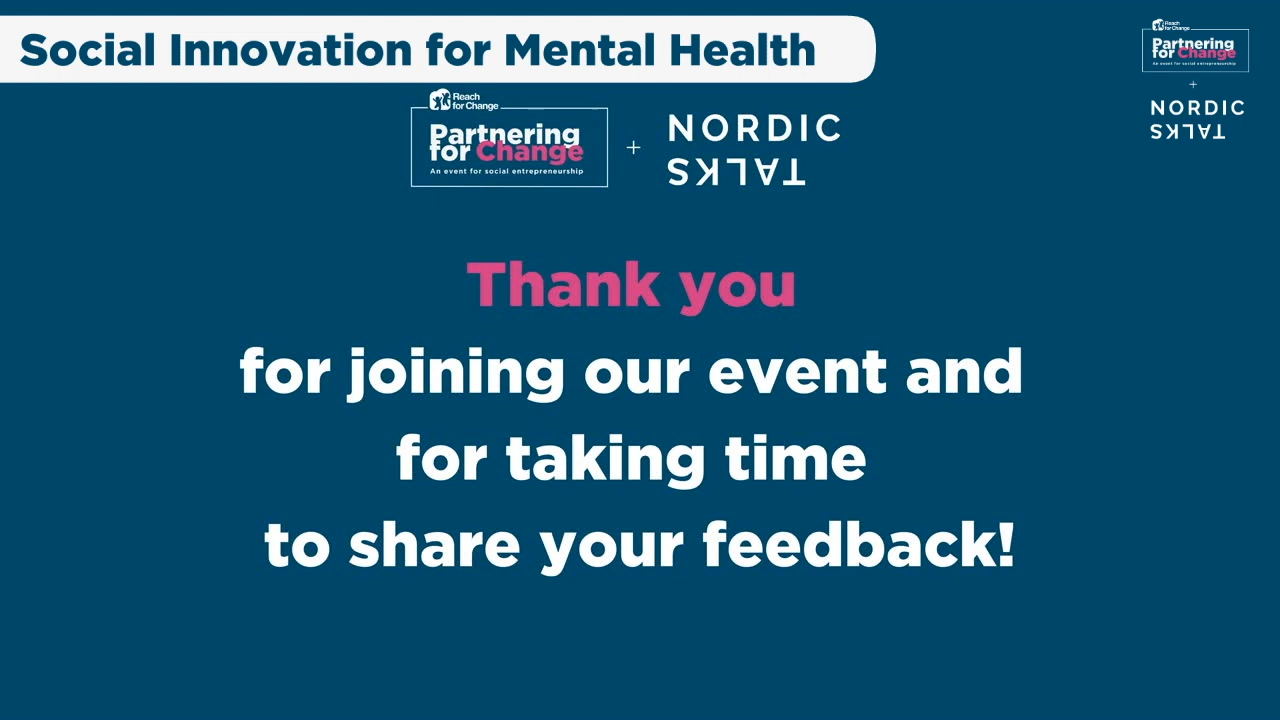 Social Innovation for Mental Health
Reach
for Change
Partnering
for Change
An event for social entrepreneurship
+
NORDIC
TALKS
Reach
for Change
Partnering
for Change
An event for social entrepreneurship
+
NORDIC
TALKS
Thank you
for joining our event and
for taking time
to share your feedback!